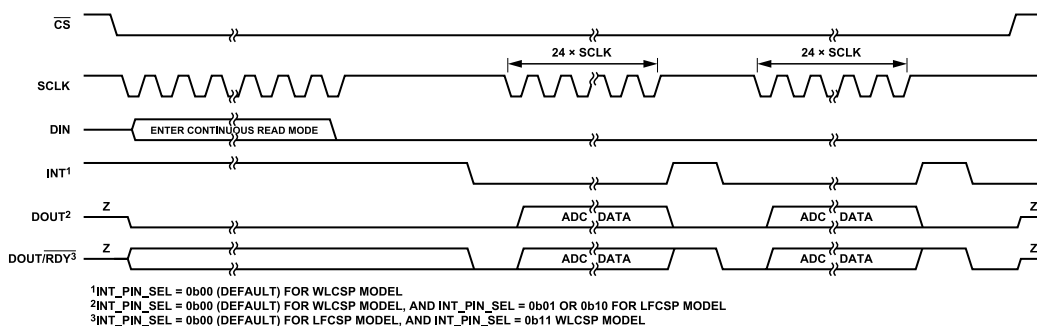 CS
24 × SCLK 24 × SCLK
SCLK
DIN ENTER CONTINUOUS READ MODE
INT1
DOUT2 Z ADC DATA ADC DATA Z
DOUT/RDY3 Z ADC DATA ADC DATA Z
1INT_PIN_SEL = 0b00 (DEFAULT) FOR WLCSP MODEL
2INT_PIN_SEL = 0b00 (DEFAULT) FOR WLCSP MODEL, AND INT_PIN_SEL = 0b01 OR 0b10 FOR LFCSP MODEL
3INT_PIN_SEL = 0b00 (DEFAULT) FOR LFCSP MODEL, AND INT_PIN_SEL = 0b11 WLCSP MODEL